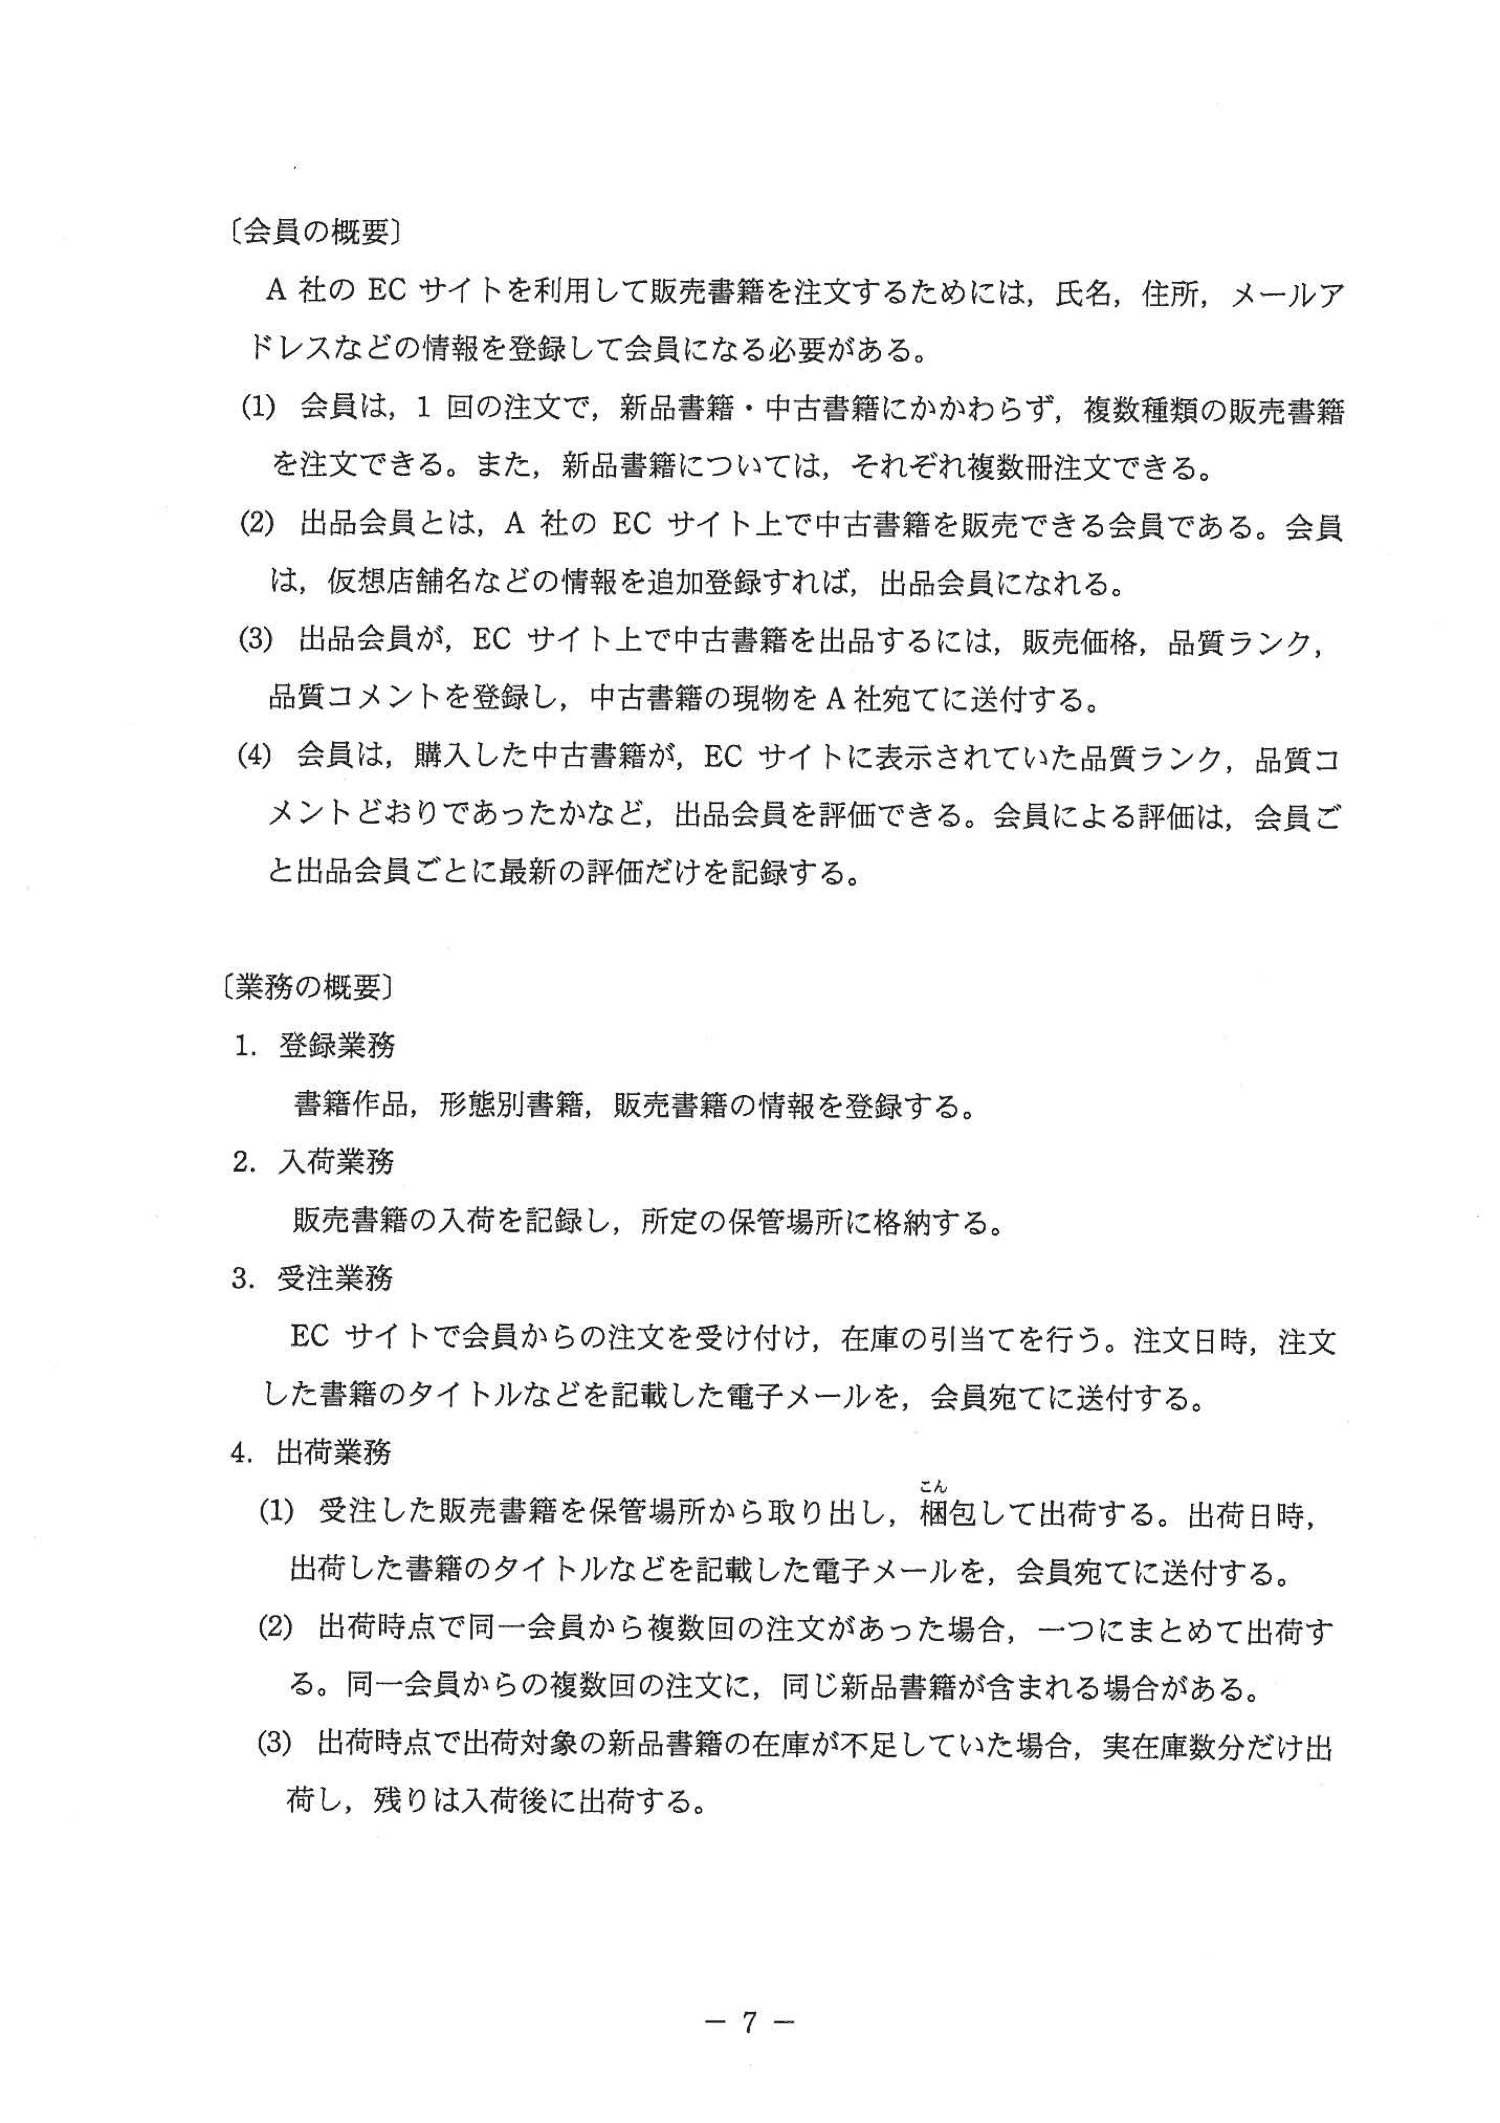 〔会員の概要〕
A 社の EC サイトを利用して販売書籍を注文するためには，氏名，住所，メールア
ドレスなどの情報を登録して会員になる必要がある。
(1) 会員は，1 回の注文で，新品書籍・中古書籍にかかわらず，複数種類の販売書籍
を注文できる。また，新品書籍については，それぞれ複数冊注文できる。
(2) 出品会員とは，A 社の EC サイト上で中古書籍を販売できる会員である。会員
は，仮想店舗名などの情報を追加登録すれば，出品会員になれる。
(3) 出品会員が，EC サイト上で中古書籍を出品するには，販売価格，品質ランク，
品質コメントを登録し，中古書籍の現物を A 社宛てに送付する。
(4) 会員は，購入した中古書籍が，EC サイトに表示されていた品質ランク，品質コ
メントどおりであったかなど，出品会員を評価できる。会員による評価は，会員ご
と出品会員ごとに最新の評価だけを記録する。
〔業務の概要〕
1. 登録業務
書籍作品，形態別書籍，販売書籍の情報を登録する。
2. 入荷業務
販売書籍の入荷を記録し，所定の保管場所に格納する。
3. 受注業務
EC サイトで会員からの注文を受け付け，在庫の引当てを行う。注文日時，注文
した書籍のタイトルなどを記載した電子メールを，会員宛てに送付する。
4. 出荷業務
こん
(1) 受注した販売書籍を保管場所から取り出し，梱包して出荷する。出荷日時，
出荷した書籍のタイトルなどを記載した電子メールを，会員宛てに送付する。
(2) 出荷時点で同一会員から複数回の注文があった場合，一つにまとめて出荷す
る。同一会員からの複数回の注文に，同じ新品書籍が含まれる場合がある。
(3) 出荷時点で出荷対象の新品書籍の在庫が不足していた場合，実在庫数分だけ出
荷し，残りは入荷後に出荷する。
－ 7 －